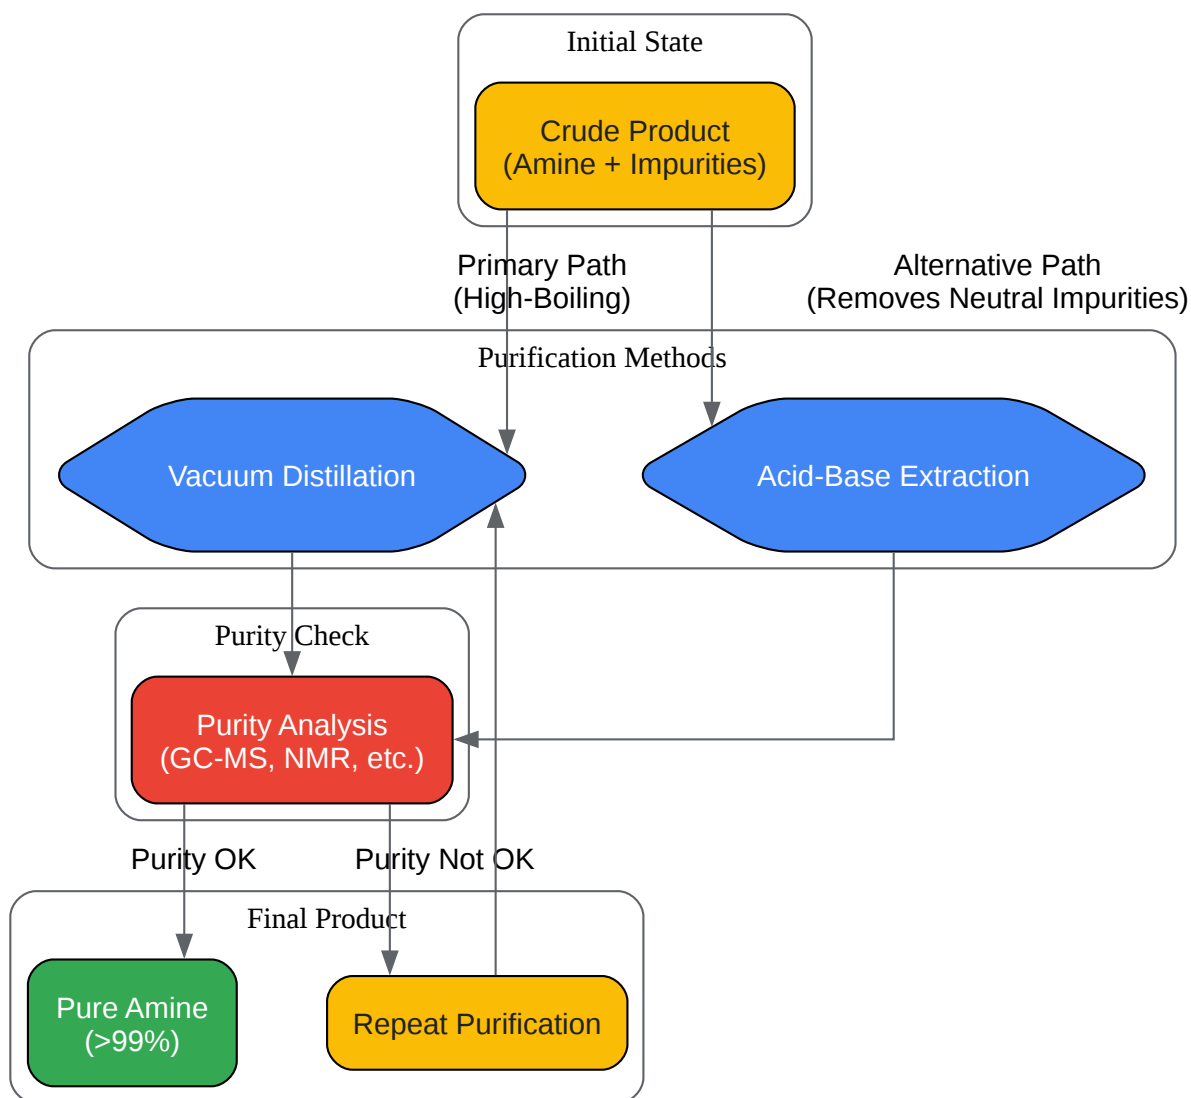 Initial State
Crude Product
(Amine + Impurities)
Primary Path
(High-Boiling)
Alternative Path
(Removes Neutral Impurities)
Purification Methods
Vacuum Distillation
Acid-Base Extraction
Purity Check
Purity Analysis
(GC-MS, NMR, etc.)
Purity OK
Purity Not OK
Final Product
Pure Amine
(>99%)
Repeat Purification